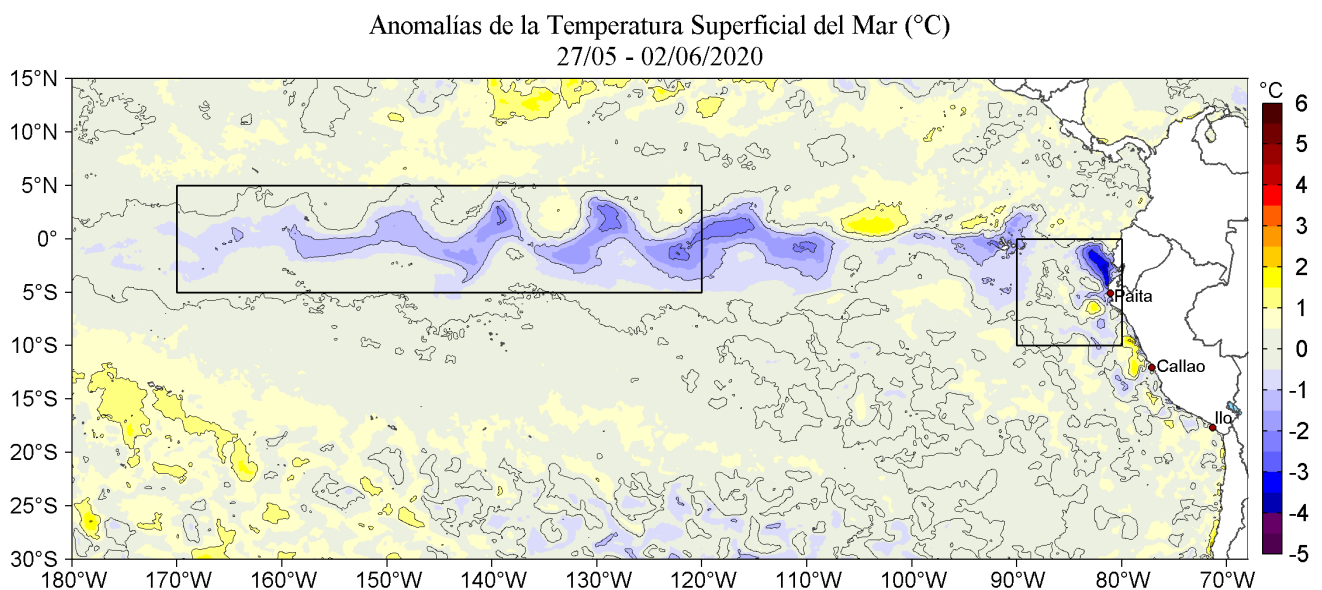 Anomalías de la Temperatura Superficial del Mar (°C)
27/05 - 02/06/2020
15°N
10°N
5°N
0°
5°S
10°S
15°S
20°S
25°S
30°S
180°W 170°W 160°W 150°W 140°W 130°W 120°W 110°W 100°W 90°W 80°W 70°W
Paita
Callao
Ilo
°C
6
5
4
3
2
1
0
-1
-2
-3
-4
-5